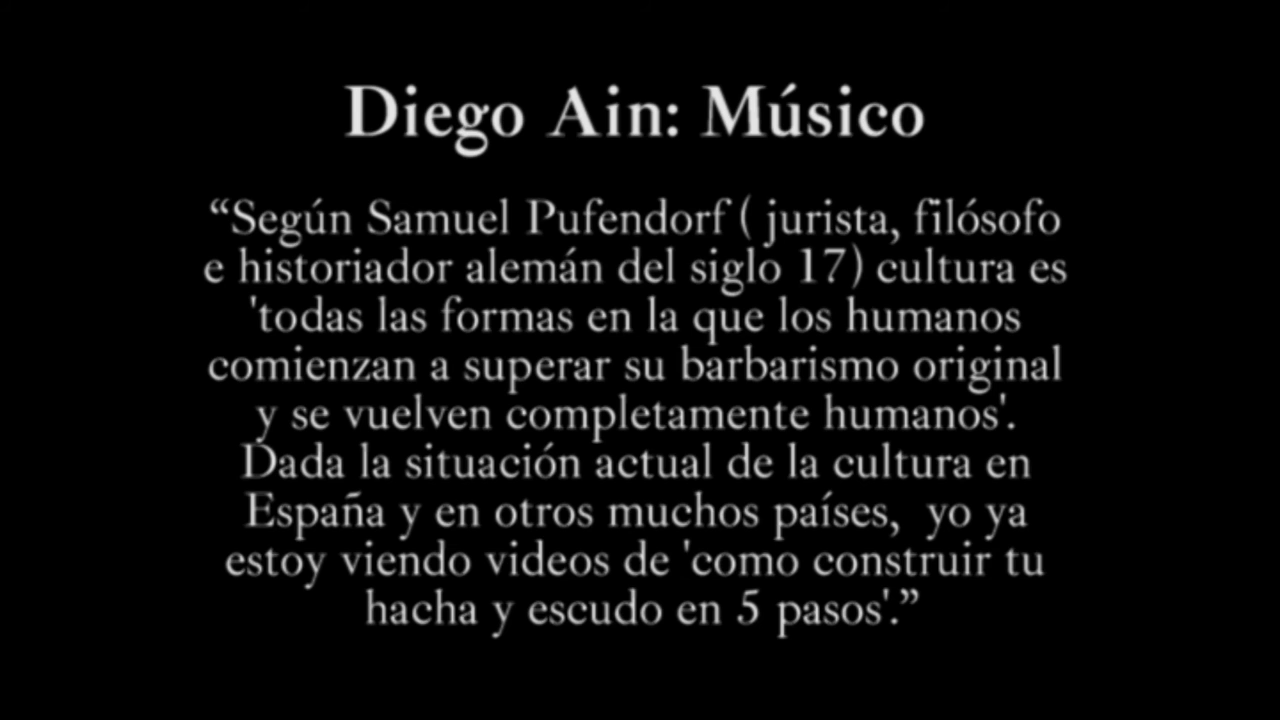 Diego Ain: Músico
“Según Samuel Pufendorf ( jurista, filósofo
e historiador alemán del siglo 17) cultura es
'todas las formas en la que los humanos
comienzan a superar su barbarismo original
y se vuelven completamente humanos'.
Dada la situación actual de la cultura en
España y en otros muchos países,  yo ya
estoy viendo videos de 'como construir tu
hacha y escudo en 5 pasos'.”